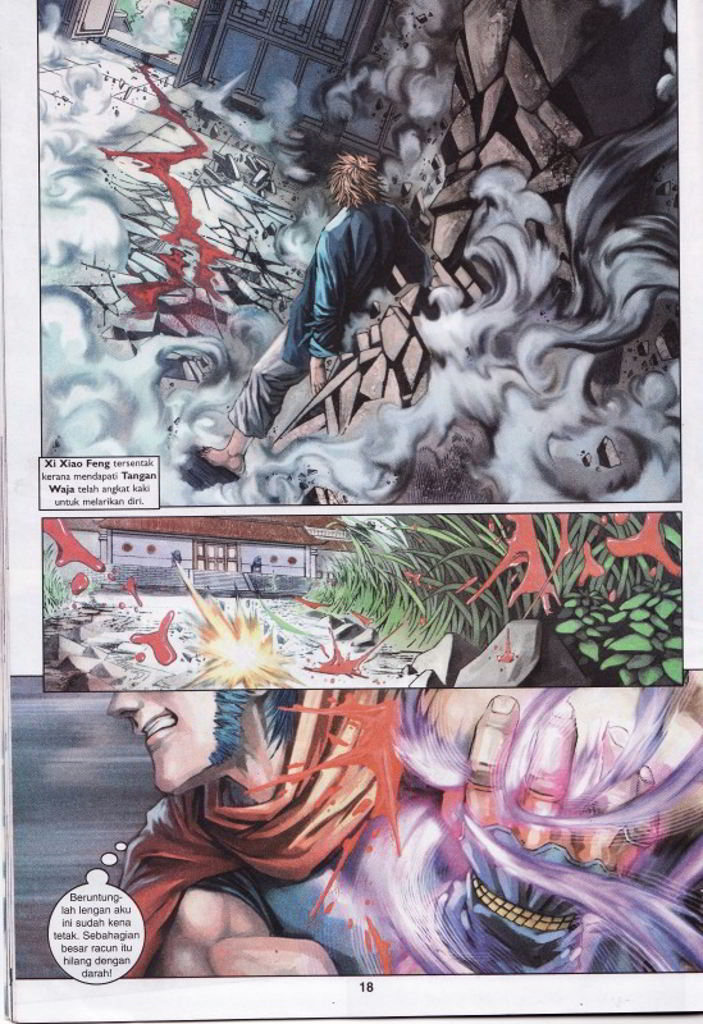 Xi Xiao Feng tersentak
kerana mendapati Tangan
Waja telah angkat kaki
untuk melarikan diri.
Beruntung-
lah lengan aku
ini sudah kena
tetak. Sebahagian
besar racun itu
hilang dengan
darah!
18